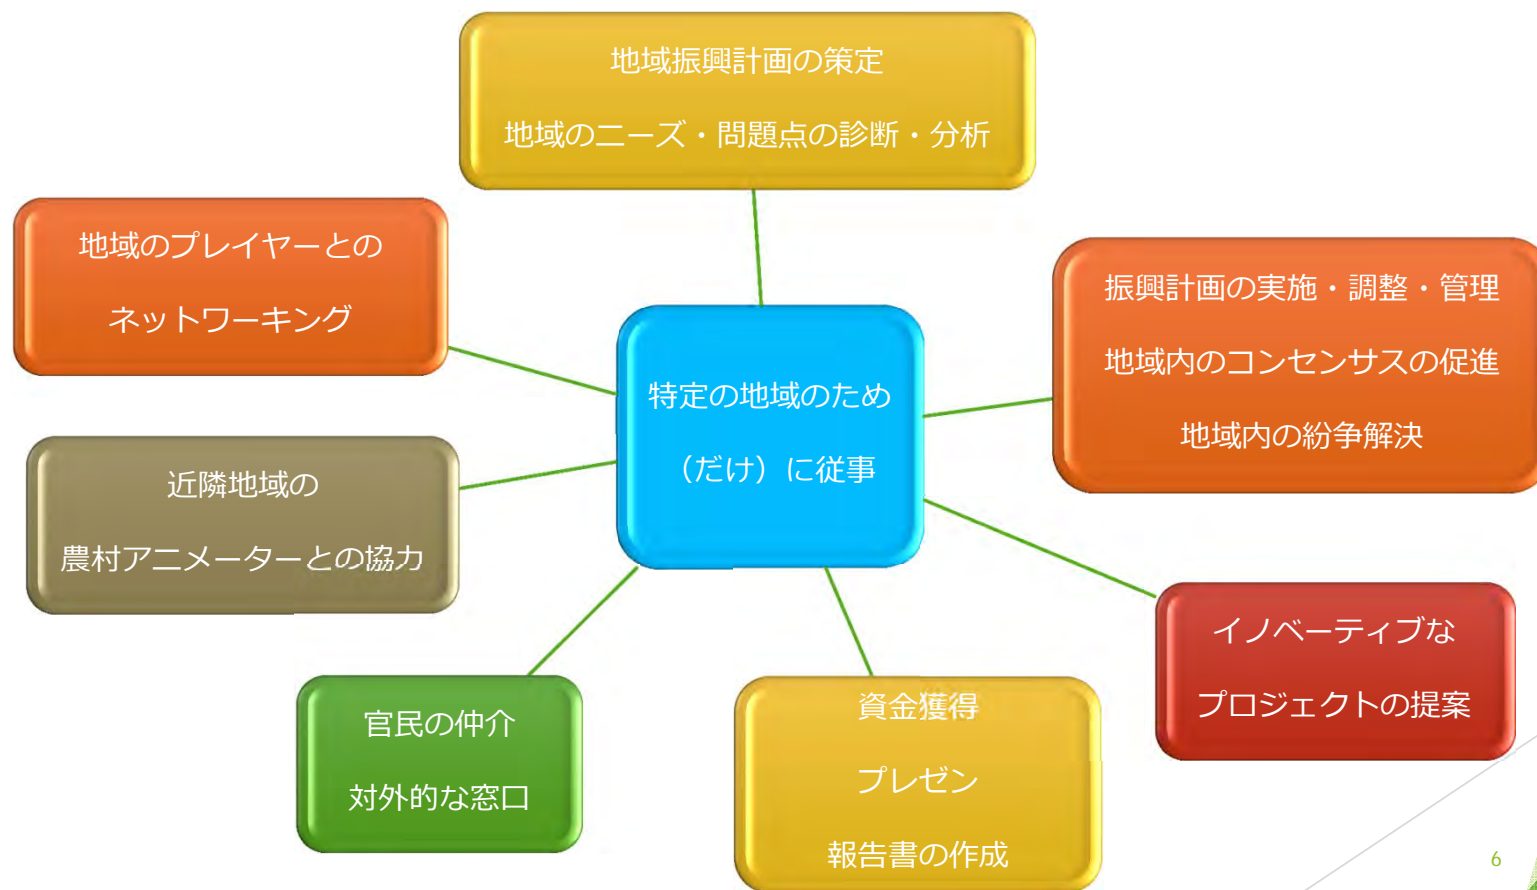 地域振興計画の策定
地域のニーズ・問題点の診断・分析
地域のプレイヤーとの
ネットワーキング
振興計画の実施・調整・管理
地域内のコンセンサスの促進
地域内の紛争解決
特定の地域のため
（だけ）に従事
近隣地域の
農村アニメーターとの協力
イノベーティブな
プロジェクトの提案
官民の仲介
対外的な窓口
資金獲得
プレゼン
報告書の作成
6